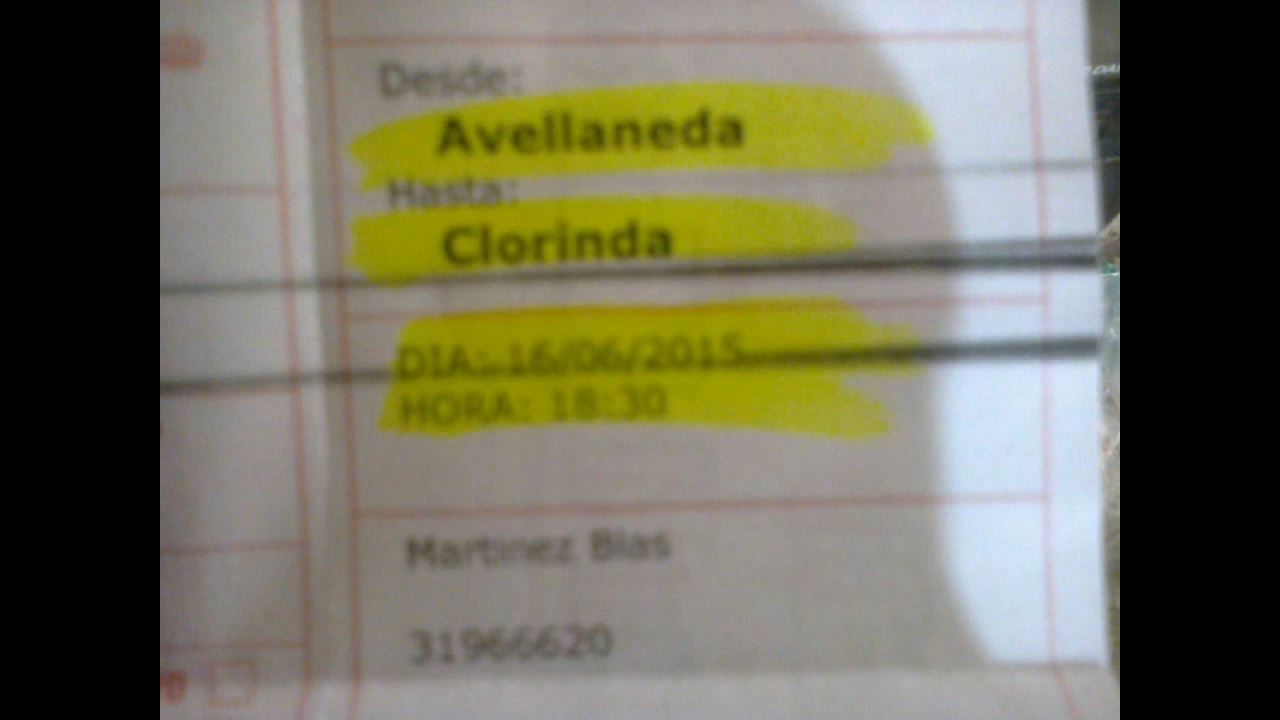 Desde:
Avellaneda
Hasta:
Clorinda
DIA: 16/06/2015
HORA: 18:30
Martinez Blas
31966620